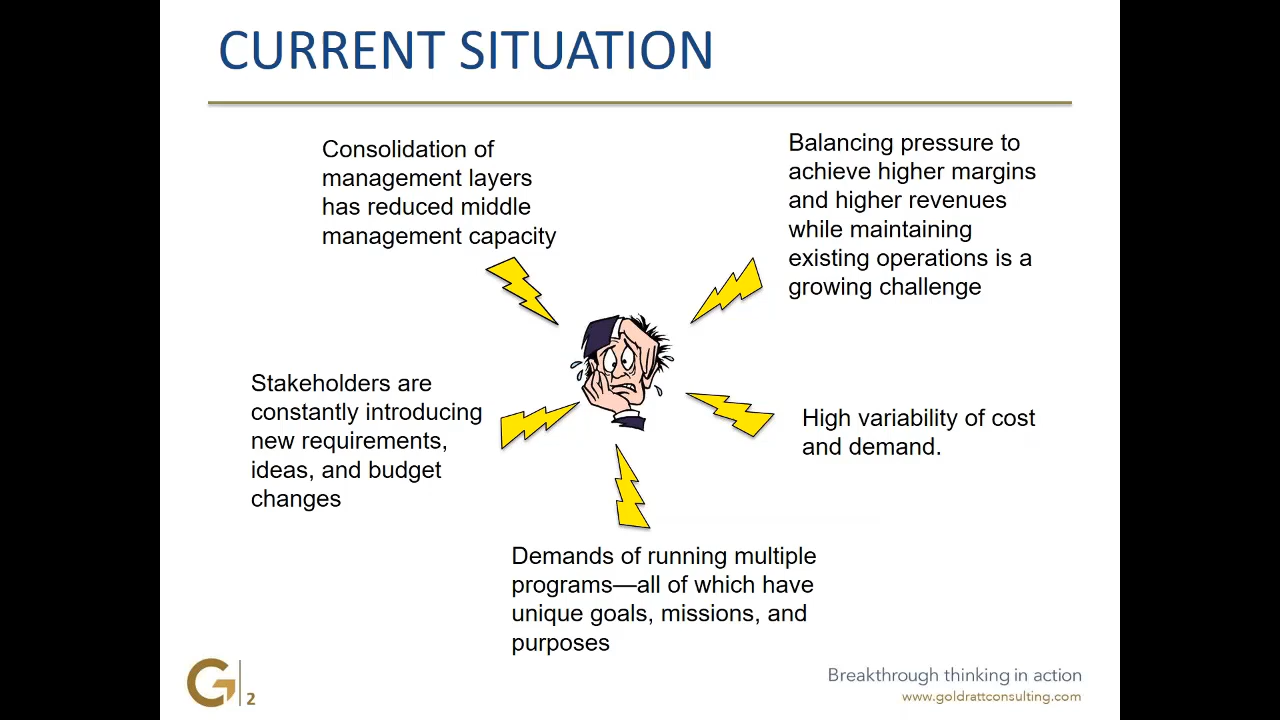 CURRENT SITUATION
Consolidation of
management layers
has reduced middle
management capacity
Balancing pressure to
achieve higher margins
and higher revenues
while maintaining
existing operations is a
growing challenge
Stakeholders are
constantly introducing
new requirements,
ideas, and budget
changes
High variability of cost
and demand.
Demands of running multiple
programs—all of which have
unique goals, missions, and
purposes
G 2
Breakthrough thinking in action
www.goldrattconsulting.com